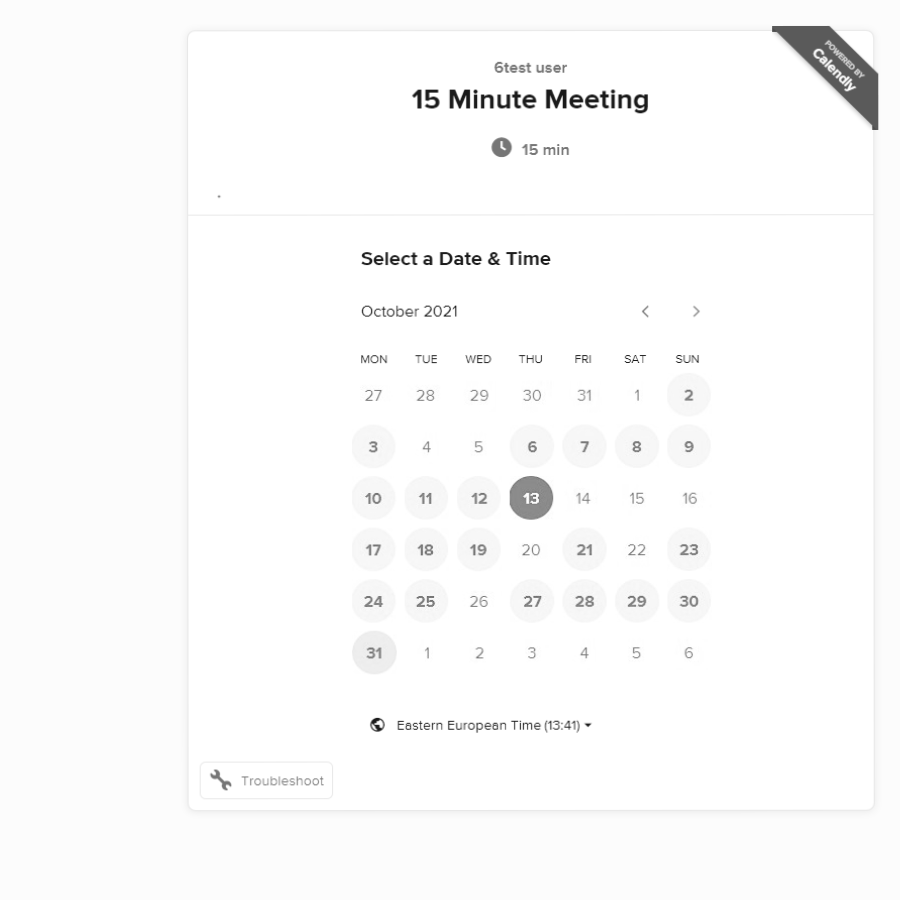 POWERED BY
Calendly
6test user
15 Minute Meeting
15 min
.
Select a Date & Time
October 2021
MON TUE WED THU FRI SAT SUN
27 28 29 30 31 1 2
3 4 5 6 7 8 9
10 11 12 13 14 15 16
17 18 19 20 21 22 23
24 25 26 27 28 29 30
31 1 2 3 4 5 6
Eastern European Time (13:41)
Troubleshoot